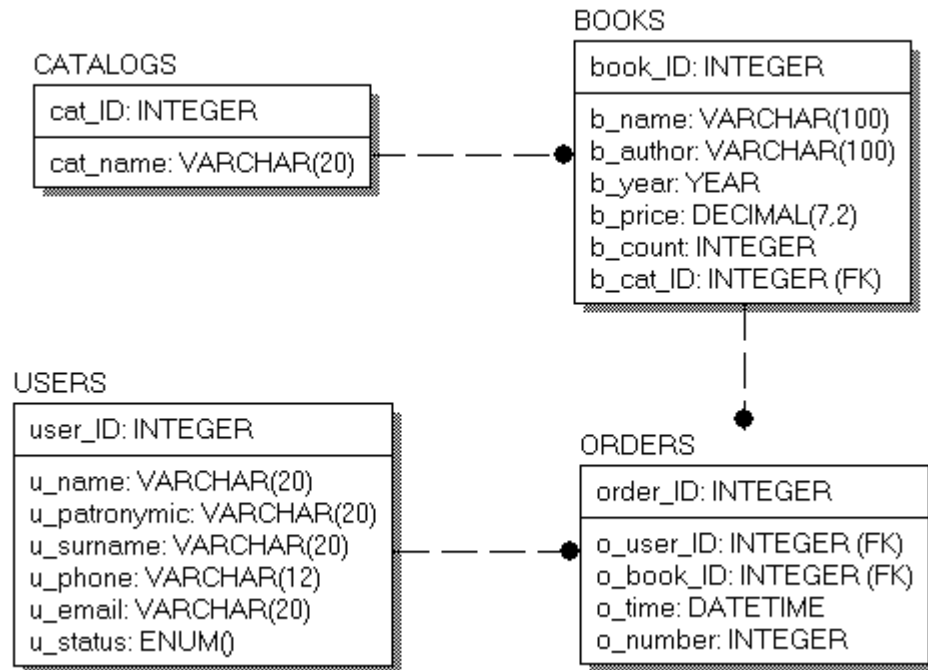 CATALOGS
cat_ID: INTEGER
cat_name: VARCHAR(20)
BOOKS
book_ID: INTEGER
b_name: VARCHAR(100)
b_author: VARCHAR(100)
b_year: YEAR
b_price: DECIMAL(7,2)
b_count: INTEGER
b_cat_ID: INTEGER (FK)
USERS
user_ID: INTEGER
u_name: VARCHAR(20)
u_patronymic: VARCHAR(20)
u_surname: VARCHAR(20)
u_phone: VARCHAR(12)
u_email: VARCHAR(20)
u_status: ENUM()
ORDERS
order_ID: INTEGER
o_user_ID: INTEGER (FK)
o_book_ID: INTEGER (FK)
o_time: DATETIME
o_number: INTEGER